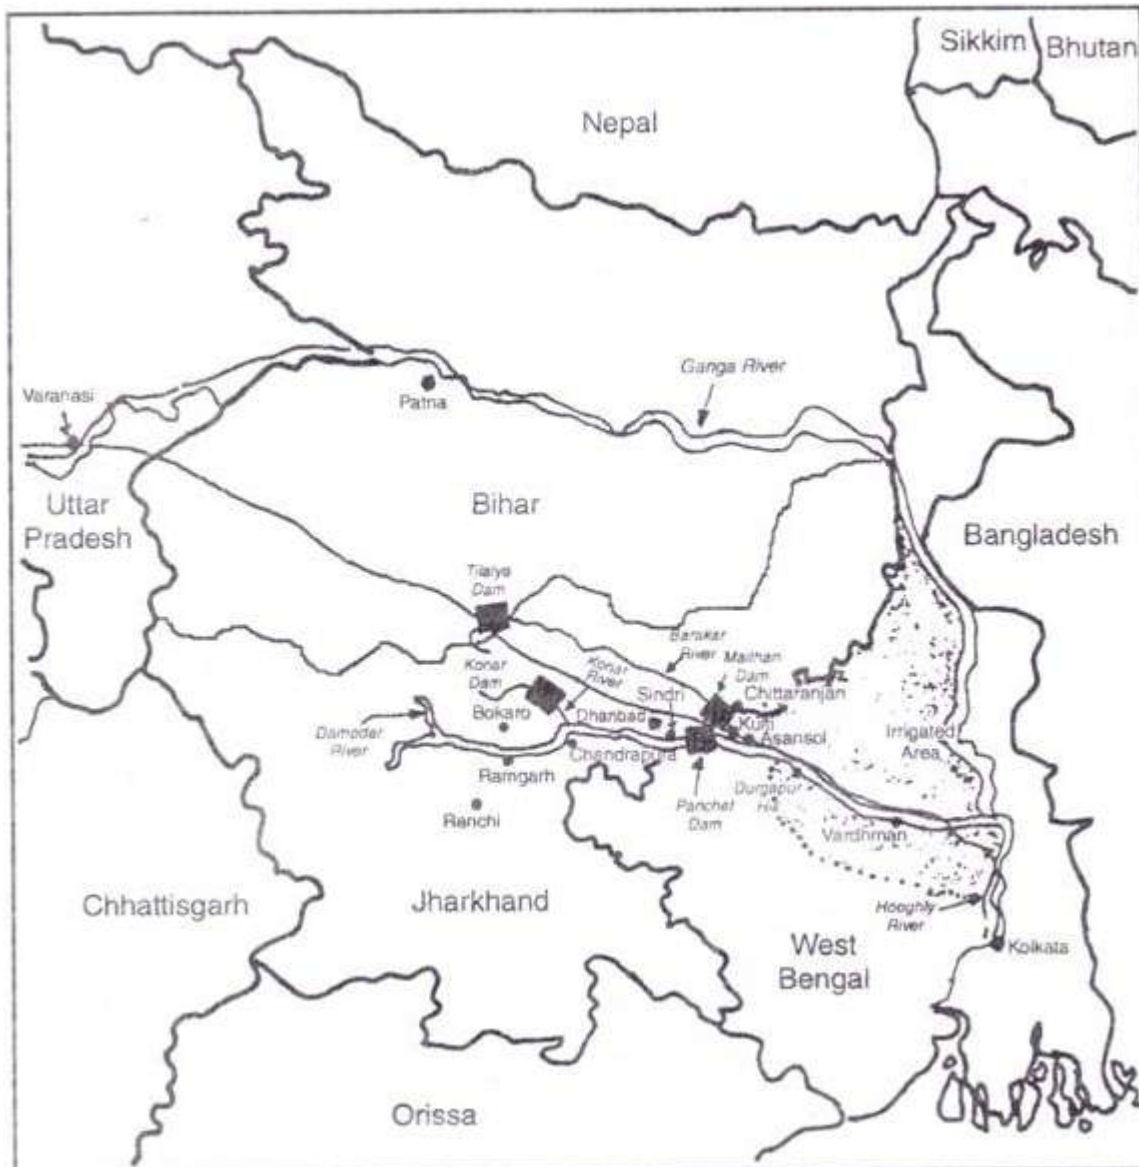 Sikkim
Bhutan
Nepal
Ganga River
Varanasi
Patna
Uttar
Pradesh
Bihar
Bangladesh
Tilaiya
Dam
Barakar
River
Maithan
Dam
Konar
Dam
Konar
River
Sindri
Chittaranjan
Bokaro
Dhanbad
Kulti
Asansol
Irrigated
Area
Damodar
River
Chandrapura
Ramgarh
Durgapur
Ranchi
Panchet
Dam
Vardhman
Chhattisgarh
Jharkhand
Hooghly
River
West
Bengal
Kolkata
Orissa